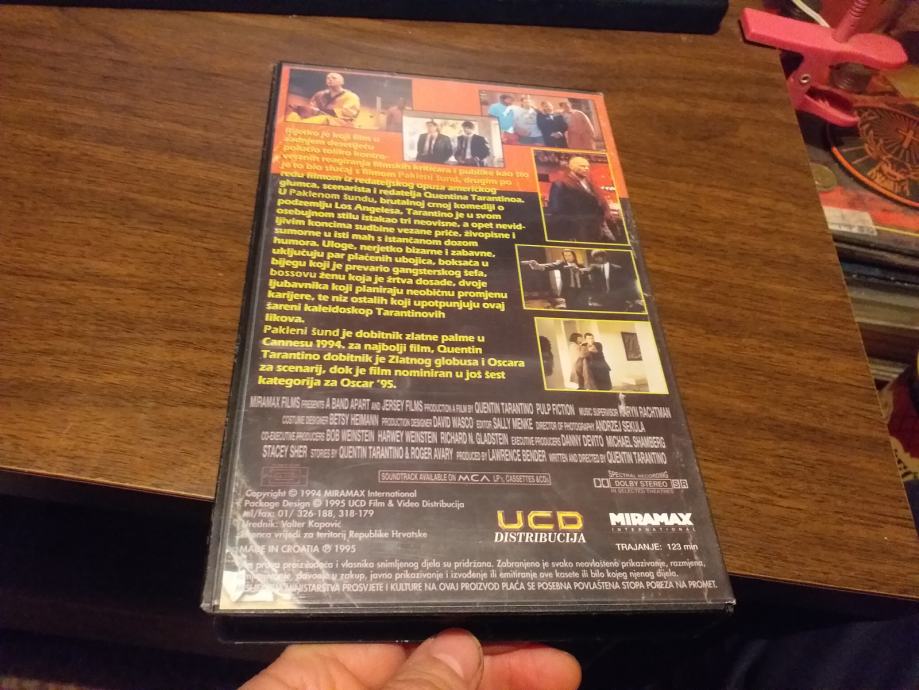 Rijetko je koji film u
zadnjem desetljeću
polučio toliko kontro-
verznih reagiranja filmskih kritičara i publike kao što
je to bio slučaj s filmom Pakleni šund, drugim po
redu filmom iz redateljskog opusa američkog
glumca, scenarista i redatelja Quentina Tarantinoa.
U Paklenom šundu, brutalnoj crnoj komediji o
podzemlju Los Angelesa, Tarantino je u svom
osebujnom stilu istakao tri neovisne, a opet nevid-
ljivim koncima sudbine vezane priče, živopisne i
sumorne u isti mah s istančanom dozom
humora. Uloge, nerjetko bizarne i zabavne,
uključuju par plaćenih ubojica, boksača u
bijegu koji je prevario gangsterskog šefa,
bossovu ženu koja je žrtva dosade, dvoje
ljubavnika koji planiraju neobičnu promjenu
karijere, te niz ostalih koji upotpunjuju ovaj
šareni kaleidoskop Tarantinovih
likova.
Pakleni šund je dobitnik zlatne palme u
Cannesu 1994. za najbolji film, Quentin
Tarantino dobitnik je Zlatnog globusa i Oscara
za scenarij, dok je film nominiran u još šest
kategorija za Oscar '95.
MIRAMAX FILMS PRESENTS A BAND APART AND JERSEY FILMS PRODUCTION A FILM BY QUENTIN TARANTINO PULP FICTION MUSIC SUPERVISOR KARYN RACHTMAN
COSTUME DESIGNER BETSY HEIMANN PRODUCTION DESIGNER DAVID WASCO EDITOR SALLY MENKE DIRECTOR OF PHOTOGRAPHY ANDRZEJ SEKULA
CO-EXECUTIVE PRODUCERS BOB WEINSTEIN HARWEY WEINSTEIN RICHARD N. GLADSTEIN EXECUTIVE PRODUCERS DANNY DEVITO MICHAEL SHAMBERG
STACEY SHER STORIES BY QUENTIN TARANTINO & ROGER AVARY PRODUCED BY LAWRENCE BENDER WRITTEN AND DIRECTED BY QUENTIN TARANTINO
SOUNDTRACK AVAILABLE ON MCA LP's, CASSETTES & CDs
SPECTRAL RECORDING
DOLBY STEREO SR
IN SELECTED THEATRES
Copyright © 1994 MIRAMAX International
Package Design © 1995 UCD Film & Video Distribucija
tel/fax: 01/ 326-188, 318-179
Urednik: Valter Kopović
vrijedi za teritorij Republike Hrvatske
MADE IN CROATIA ℗ 1995
UCD
DISTRIBUCIJA
MIRAMAX
INTERNATIONAL
TRAJANJE: 123 min
prava proizvođača i vlasnika snimljenog djela su pridržana. Zabranjeno je svako neovlašteno prikazivanje, razmjena,
davanje u zakup, javno prikazivanje i izvođenje ili emitiranje ove kasete ili bilo kojeg njenog dijela.
MINISTARSTVA PROSVJETE I KULTURE NA OVAJ PROIZVOD PLAĆA SE POSEBNA POVLAŠTENA STOPA POREZA NA PROMET.